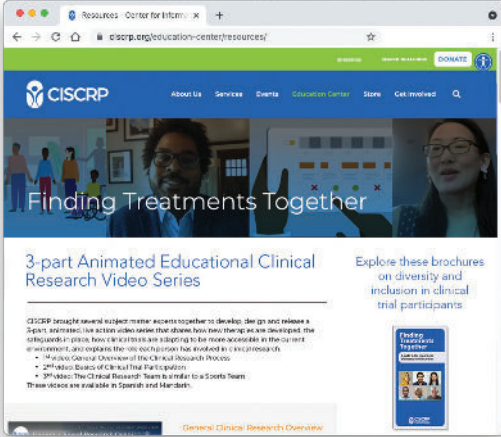 Resources - Center for Inform
ciscrp.org/education-center/resources/
DONATE
CISCRP
About Us Services Events Education Center Store Get Involved
Finding Treatments Together
3-part Animated Educational Clinical
Research Video Series
CISCRP brought several subject matter experts together to develop, design and release a
3-part, animated, live action video series that shares how new therapies are developed, the
safeguards in place, how clinical trials are adapting to be more accessible in the current
environment, and explains the role each person has involved in clinical research.
• 1st video: General Overview of the Clinical Research Process
• 2nd video: Basics of Clinical Trial Participation
• 3rd video: The Clinical Research Team is similar to a Sports Team
These videos are available in Spanish and Mandarin.
Explore these brochures
on diversity and
inclusion in clinical
trial participants
Finding
Treatments
Together
General Clinical Research Overview